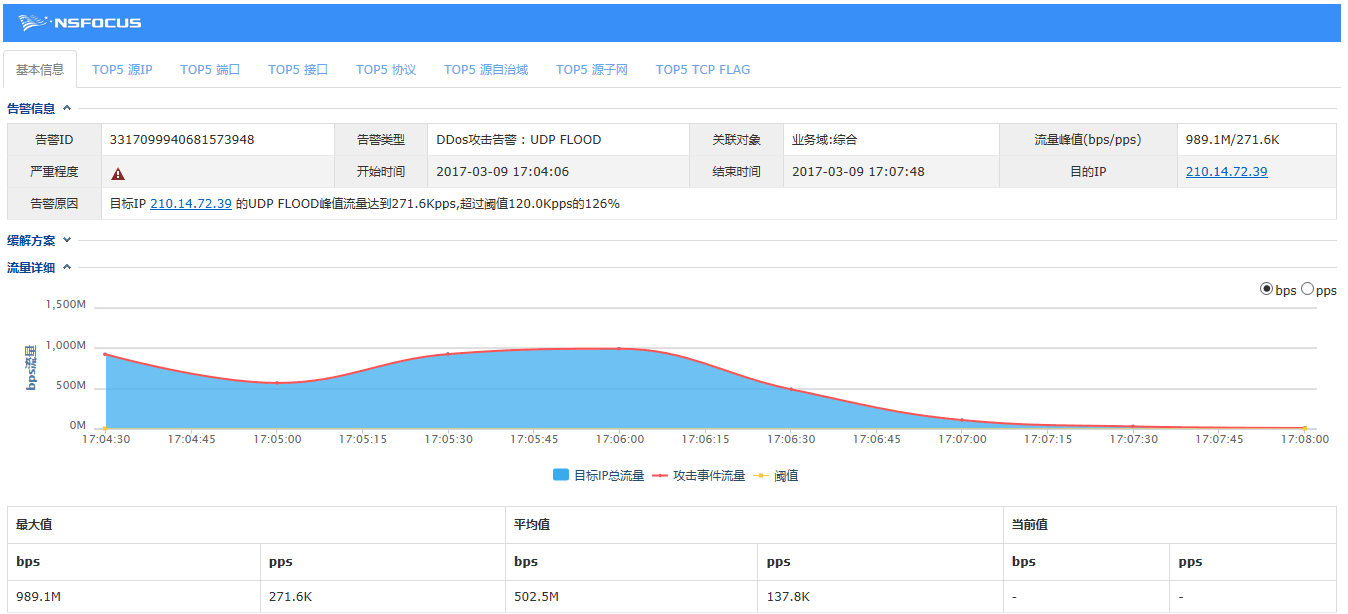 NSFOCUS
基本信息 TOP5 源IP TOP5 端口 TOP5 接口 TOP5 协议 TOP5 源自治域 TOP5 源子网 TOP5 TCP FLAG
告警信息
告警ID 3317099940681573948 告警类型 DDos攻击告警：UDP FLOOD 关联对象 业务域:综合 流量峰值(bps/pps) 989.1M/271.6K
严重程度 开始时间 2017-03-09 17:04:06 结束时间 2017-03-09 17:07:48 目的IP 210.14.72.39
告警原因 目标IP 210.14.72.39 的UDP FLOOD峰值流量达到271.6Kpps,超过阈值120.0Kpps的126%
缓解方案
流量详细
bps pps
1,500M
1,000M
500M
0M
bps流量
17:04:30 17:04:45 17:05:00 17:05:15 17:05:30 17:05:45 17:06:00 17:06:15 17:06:30 17:06:45 17:07:00 17:07:15 17:07:30 17:07:45 17:08:00
目标IP总流量 攻击事件流量 阈值
最大值 平均值 当前值
bps pps bps pps bps pps
989.1M 271.6K 502.5M 137.8K - -